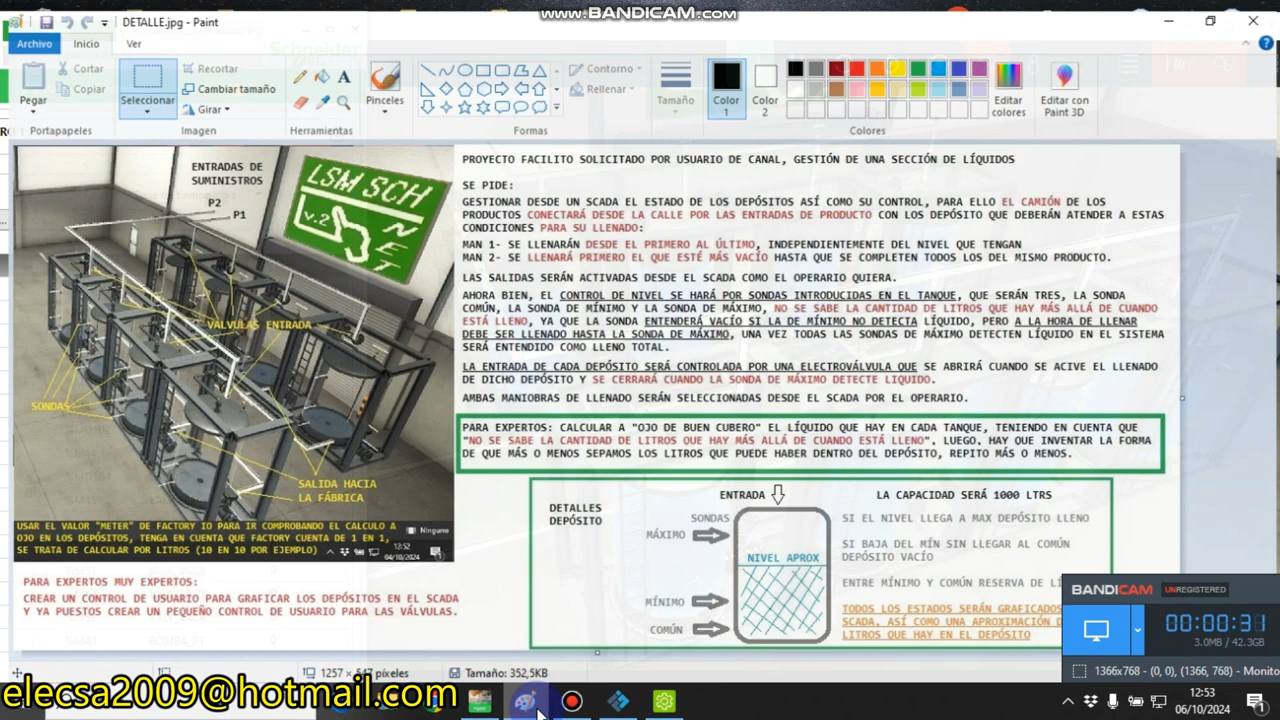 www.BANDICAM.com
DETALLE.jpg - Paint
Archivo
Inicio
Ver
Pegar
Cortar
Copiar
Portapapeles
Seleccionar
Recortar
Cambiar tamaño
Girar
Imagen
Herramientas
Pinceles
Contorno
Rellenar
Formas
Tamaño
Color 1
Color 2
Editar colores
Editar con Paint 3D
Colores
ENTRADAS DE SUMINISTROS
P2
P1
LSM SCH
v.2
NET
VÁLVULAS ENTRADA
SONDAS
SALIDA HACIA
LA FÁBRICA
USAR EL VALOR "METER" DE FACTORY IO PARA IR COMPROBANDO EL CALCULO A
OJO EN LOS DEPÓSITOS, TENGA EN CUENTA QUE FACTORY CUENTA DE 1 EN 1,
SE TRATA DE CALCULAR POR LITROS (10 EN 10 POR EJEMPLO)
Ninguno
12:52
04/10/2024
PARA EXPERTOS MUY EXPERTOS:
CREAR UN CONTROL DE USUARIO PARA GRAFICAR LOS DEPÓSITOS EN EL SCADA
Y YA PUESTOS CREAR UN PEQUEÑO CONTROL DE USUARIO PARA LAS VÁLVULAS.
PROYECTO FACILITO SOLICITADO POR USUARIO DE CANAL, GESTIÓN DE UNA SECCIÓN DE LÍQUIDOS
SE PIDE:
GESTIONAR DESDE UN SCADA EL ESTADO DE LOS DEPÓSITOS ASÍ COMO SU CONTROL, PARA ELLO EL CAMIÓN DE LOS
PRODUCTOS CONECTARÁ DESDE LA CALLE POR LAS ENTRADAS DE PRODUCTO CON LOS DEPÓSITO QUE DEBERÁN ATENDER A ESTAS
CONDICIONES PARA SU LLENADO:
MAN 1- SE LLENARÁN DESDE EL PRIMERO AL ÚLTIMO, INDEPENDIENTEMENTE DEL NIVEL QUE TENGAN
MAN 2- SE LLENARÁ PRIMERO EL QUE ESTÉ MÁS VACÍO HASTA QUE SE COMPLETEN TODOS LOS DEL MISMO PRODUCTO.
LAS SALIDAS SERÁN ACTIVADAS DESDE EL SCADA COMO EL OPERARIO QUIERA.
AHORA BIEN, EL CONTROL DE NIVEL SE HARÁ POR SONDAS INTRODUCIDAS EN EL TANQUE, QUE SERÁN TRES, LA SONDA
COMÚN, LA SONDA DE MÍNIMO Y LA SONDA DE MÁXIMO, NO SE SABE LA CANTIDAD DE LITROS QUE HAY MÁS ALLÁ DE CUANDO
ESTÁ LLENO, YA QUE LA SONDA ENTENDERÁ VACÍO SI LA DE MÍNIMO NO DETECTA LÍQUIDO, PERO A LA HORA DE LLENAR
DEBE SER LLENADO HASTA LA SONDA DE MÁXIMO, UNA VEZ TODAS LAS SONDAS DE MÁXIMO DETECTEN LÍQUIDO EN EL SISTEMA
SERÁ ENTENDIDO COMO LLENO TOTAL.
LA ENTRADA DE CADA DEPÓSITO SERÁ CONTROLADA POR UNA ELECTROVÁLVULA QUE SE ABRIRÁ CUANDO SE ACIVE EL LLENADO
DE DICHO DEPÓSITO Y SE CERRARÁ CUANDO LA SONDA DE MÁXIMO DETECTE LIQUIDO.
AMBAS MANIOBRAS DE LLENADO SERÁN SELECCIONADAS DESDE EL SCADA POR EL OPERARIO.
PARA EXPERTOS: CALCULAR A "OJO DE BUEN CUBERO" EL LÍQUIDO QUE HAY EN CADA TANQUE, TENIENDO EN CUENTA QUE
"NO SE SABE LA CANTIDAD DE LITROS QUE HAY MÁS ALLÁ DE CUANDO ESTÁ LLENO". LUEGO, HAY QUE INVENTAR LA FORMA
DE QUE MÁS O MENOS SEPAMOS LOS LITROS QUE PUEDE HABER DENTRO DEL DEPÓSITO, REPITO MÁS O MENOS.
DETALLES
DEPÓSITO
ENTRADA
SONDAS
MÁXIMO
NIVEL APROX
MÍNIMO
COMÚN
LA CAPACIDAD SERÁ 1000 LTRS
SI EL NIVEL LLEGA A MAX DEPÓSITO LLENO
SI BAJA DEL MÍN SIN LLEGAR AL COMÚN
DEPÓSITO VACÍO
ENTRE MÍNIMO Y COMÚN RESERVA DE
TODOS LOS ESTADOS SERÁN GRAFICADOS
SCADA, ASÍ COMO UNA APROXIMACIÓN
LITROS QUE HAY EN EL DEPÓSITO
BANDICAM UNREGISTERED
00:00:31
3.0MB / 42.3GB
1366x768 - (0, 0), (1366, 768) - Monito
1257 × 547 píxeles
Tamaño: 352,5KB
elecsa2009@hotmail.com
12:53
06/10/2024